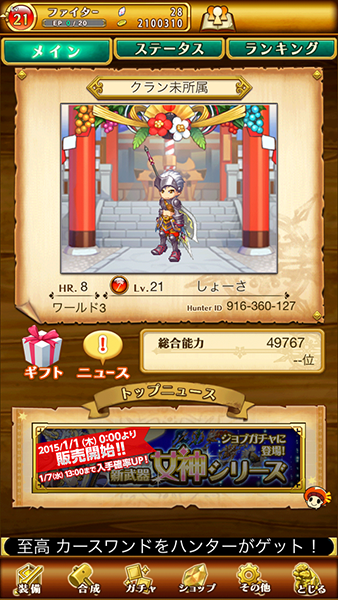 21 ファイター 28
EP 0/20 2100310
メイン ステータス ランキング
クラン未所属
HR. 8 Lv.21 しょーさ
ワールド3 Hunter ID 916-360-127
ギフト ニュース
総合能力 49767
--位
トップニュース
2015/1/1(木)0:00より
販売開始!!
1/7(水)13:00まで入手確率UP!
ジョブガチャに
登場!
新武器 女神シリーズ
至高 カースワンドをハンターがゲット!
装備 合成 ガチャ ショップ その他 とじる